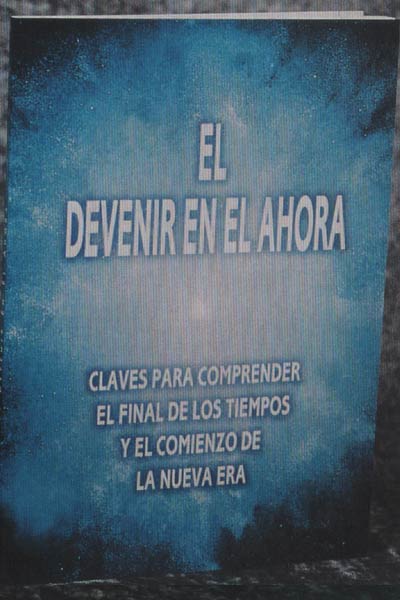 EL
DEVENIR EN EL AHORA
CLAVES PARA COMPRENDER
EL FINAL DE LOS TIEMPOS
Y EL COMIENZO DE
LA NUEVA ERA